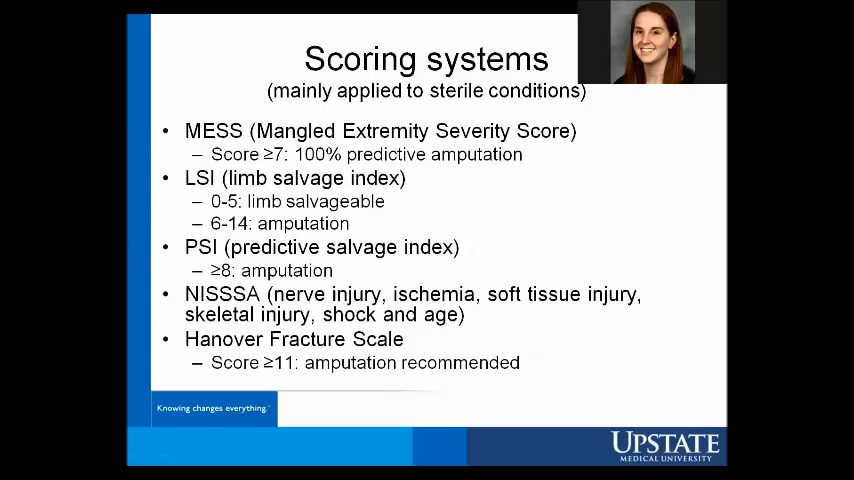 Scoring systems
(mainly applied to sterile conditions)
• MESS (Mangled Extremity Severity Score)
– Score ≥7: 100% predictive amputation
• LSI (limb salvage index)
– 0-5: limb salvageable
– 6-14: amputation
• PSI (predictive salvage index)
– ≥8: amputation
• NISSSA (nerve injury, ischemia, soft tissue injury,
skeletal injury, shock and age)
• Hanover Fracture Scale
– Score ≥11: amputation recommended
Knowing changes everything.™
UPSTATE
MEDICAL UNIVERSITY